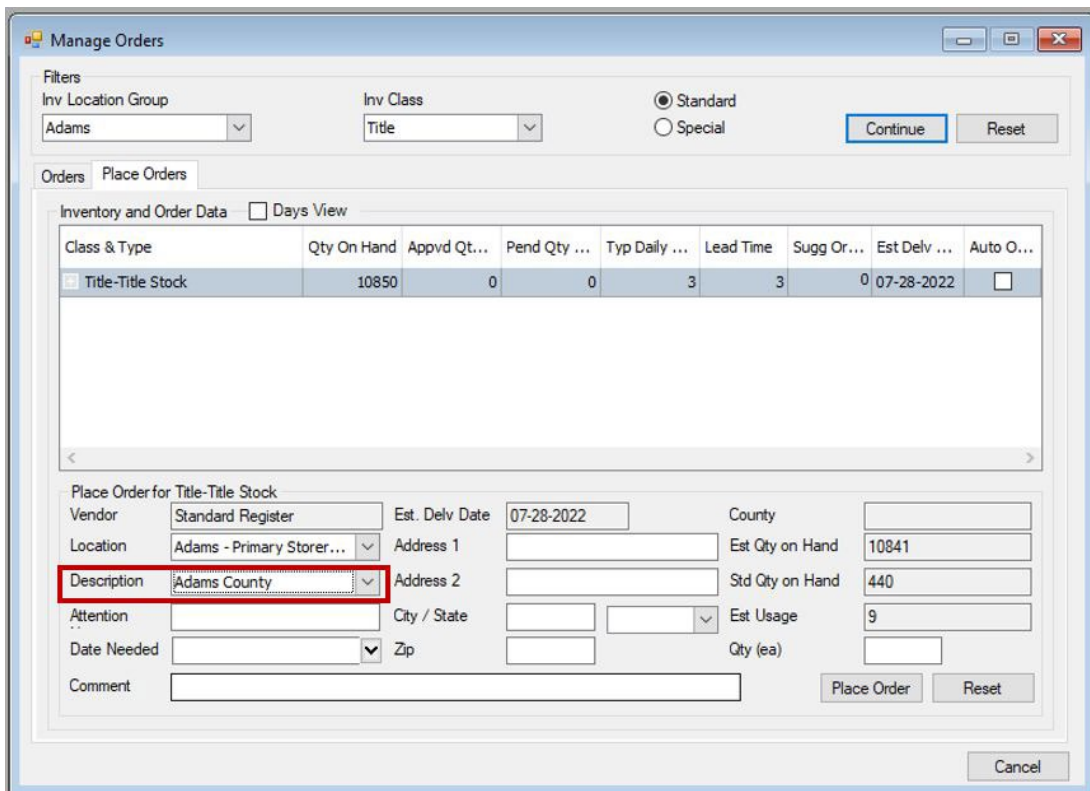 Manage Orders
Filters
Inv Location Group Inv Class Standard
Adams Title Special Continue Reset
Orders Place Orders
Inventory and Order Data Days View
Class & Type Qty On Hand Appvd Qt... Pend Qty ... Typ Daily ... Lead Time Sugg Or... Est Delv ... Auto O...
Title-Title Stock 10850 0 0 3 3 0 07-28-2022
Place Order for Title-Title Stock
Vendor Standard Register Est. Delv Date 07-28-2022 County
Location Adams - Primary Storer... Address 1 Est Qty on Hand 10841
Description Adams County Address 2 Std Qty on Hand 440
Attention City / State Est Usage 9
Date Needed Zip Qty (ea)
Comment Place Order Reset
Cancel